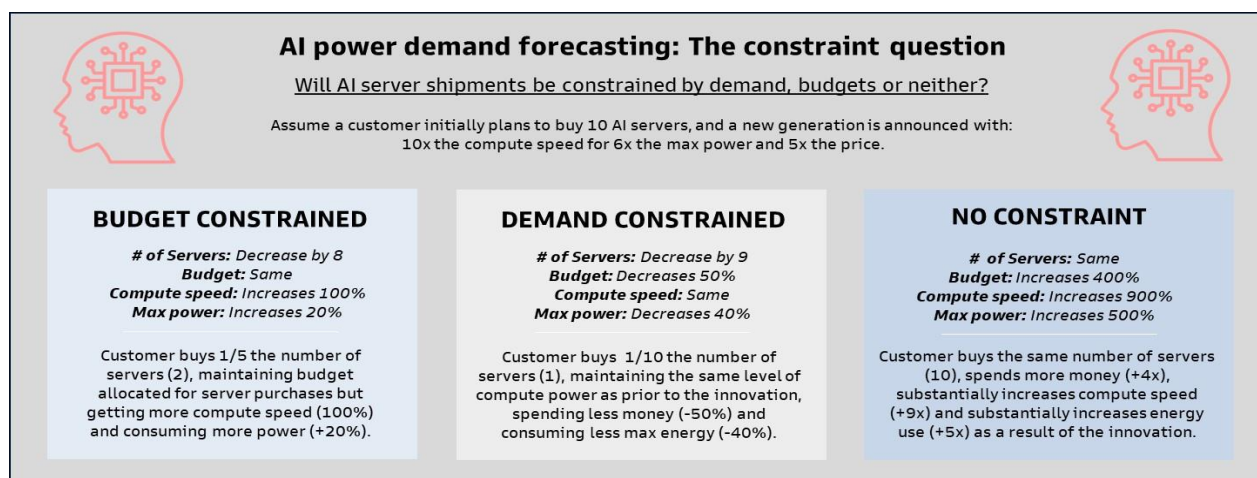 AI power demand forecasting: The constraint question
Will AI server shipments be constrained by demand, budgets or neither?
Assume a customer initially plans to buy 10 AI servers, and a new generation is announced with:
10x the compute speed for 6x the max power and 5x the price.
BUDGET CONSTRAINED
# of Servers: Decrease by 8
Budget: Same
Compute speed: Increases 100%
Max power: Increases 20%
Customer buys 1/5 the number of
servers (2), maintaining budget
allocated for server purchases but
getting more compute speed (100%)
and consuming more power (+20%).
DEMAND CONSTRAINED
# of Servers: Decrease by 9
Budget: Decreases 50%
Compute speed: Same
Max power: Decreases 40%
Customer buys 1/10 the number of
servers (1), maintaining the same level of
compute power as prior to the innovation,
spending less money (-50%) and
consuming less max energy (-40%).
NO CONSTRAINT
# of Servers: Same
Budget: Increases 400%
Compute speed: Increases 900%
Max power: Increases 500%
Customer buys the same number of servers
(10), spends more money (+4x),
substantially increases compute speed
(+9x) and substantially increases energy
use (+5x) as a result of the innovation.